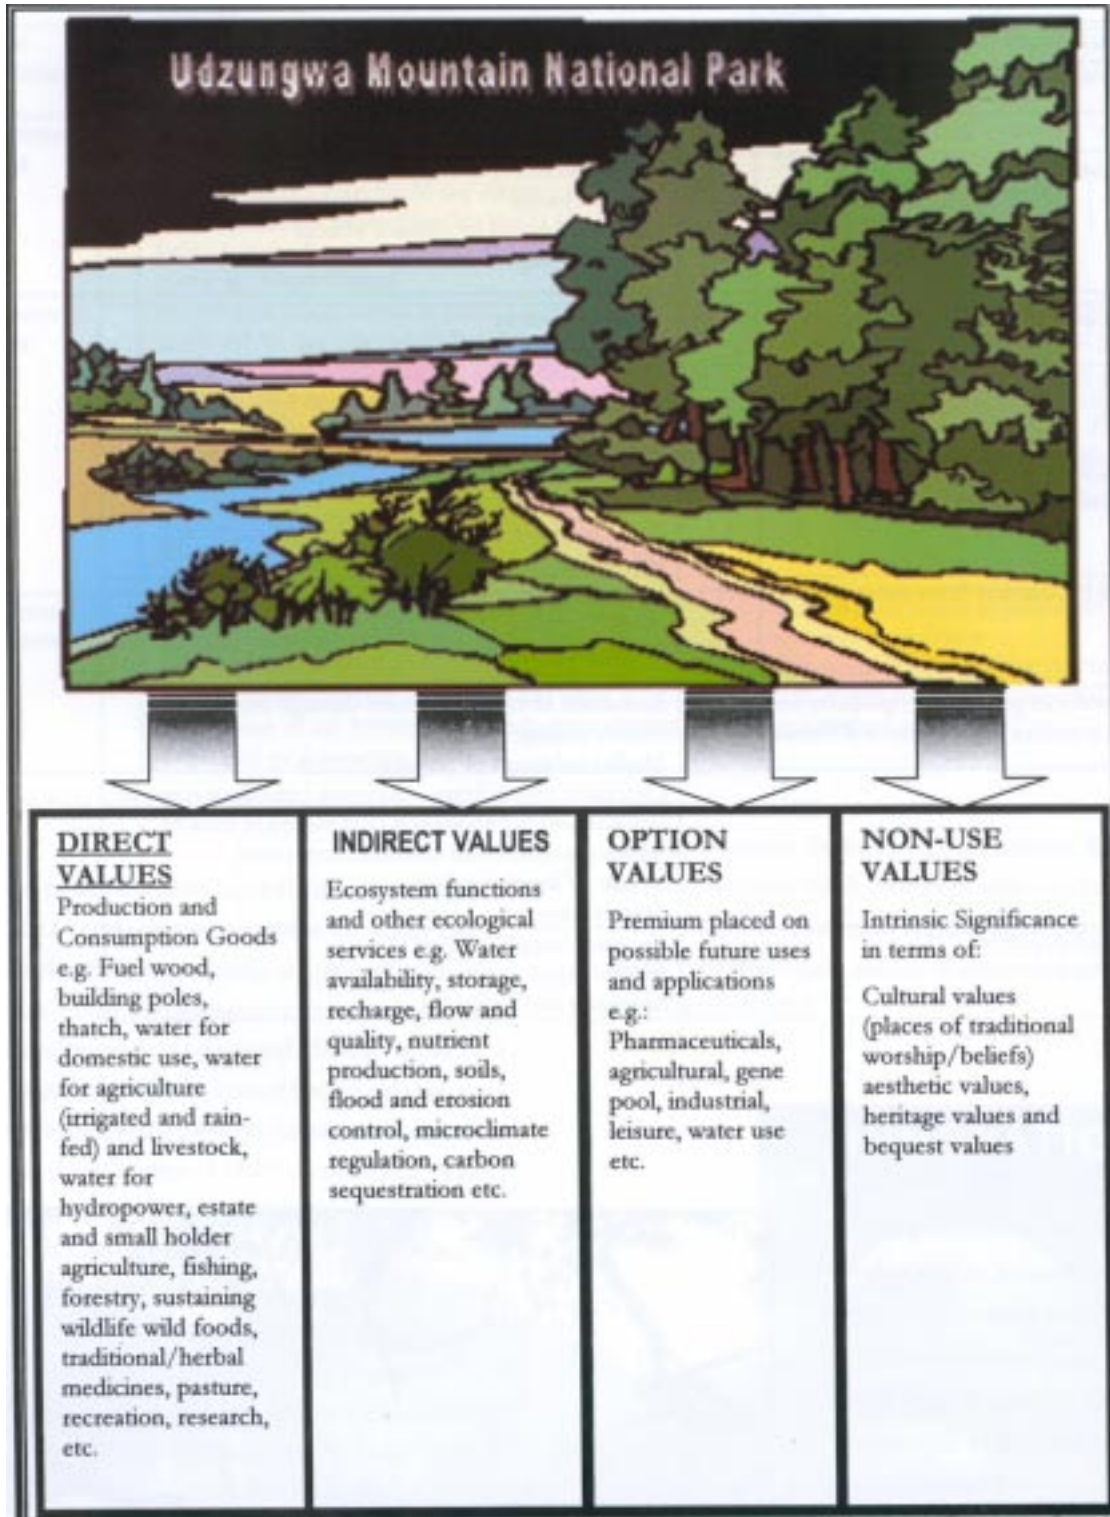 Udzungwa Mountain National Park
DIRECT
VALUES
Production and
Consumption Goods
e.g. Fuel wood,
building poles,
thatch, water for
domestic use, water
for agriculture
(irrigated and rain-
fed) and livestock,
water for
hydropower, estate
and small holder
agriculture, fishing,
forestry, sustaining
wildlife wild foods,
traditional/herbal
medicines, pasture,
recreation, research,
etc.
INDIRECT VALUES
Ecosystem functions
and other ecological
services e.g. Water
availability, storage,
recharge, flow and
quality, nutrient
production, soils,
flood and erosion
control, microclimate
regulation, carbon
sequestration etc.
OPTION
VALUES
Premium placed on
possible future uses
and applications
e.g.:
Pharmaceuticals,
agricultural, gene
pool, industrial,
leisure, water use
etc.
NON-USE
VALUES
Intrinsic Significance
in terms of:
Cultural values
(places of traditional
worship/beliefs)
aesthetic values,
heritage values and
bequest values